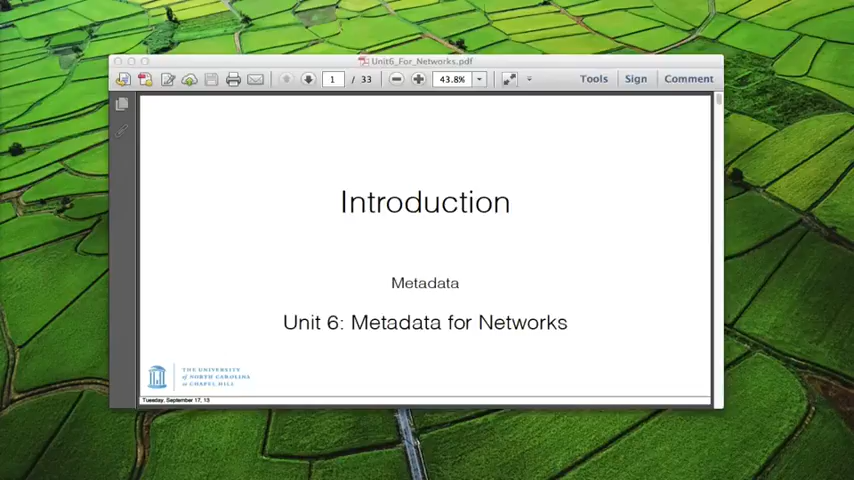 Unit6_For_Networks.pdf
1 / 33 43.8% Tools Sign Comment
Introduction
Metadata
Unit 6: Metadata for Networks
THE UNIVERSITY
of NORTH CAROLINA
at CHAPEL HILL
Tuesday, September 17, 13